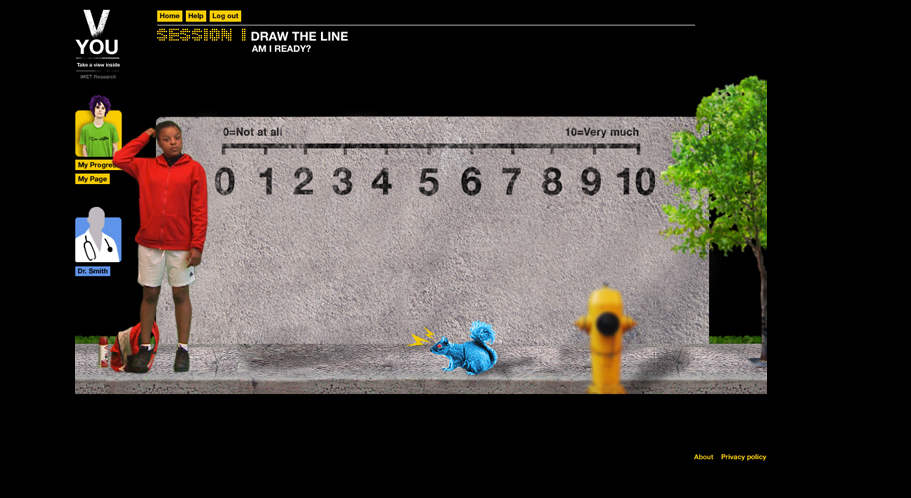 V
YOU
Take a view inside
IMET Research
Home Help Log out
SESSION 1 DRAW THE LINE
AM I READY?
0=Not at all
10=Very much
0 1 2 3 4 5 6 7 8 9 10
My Progres
My Page
Dr. Smith
About Privacy policy